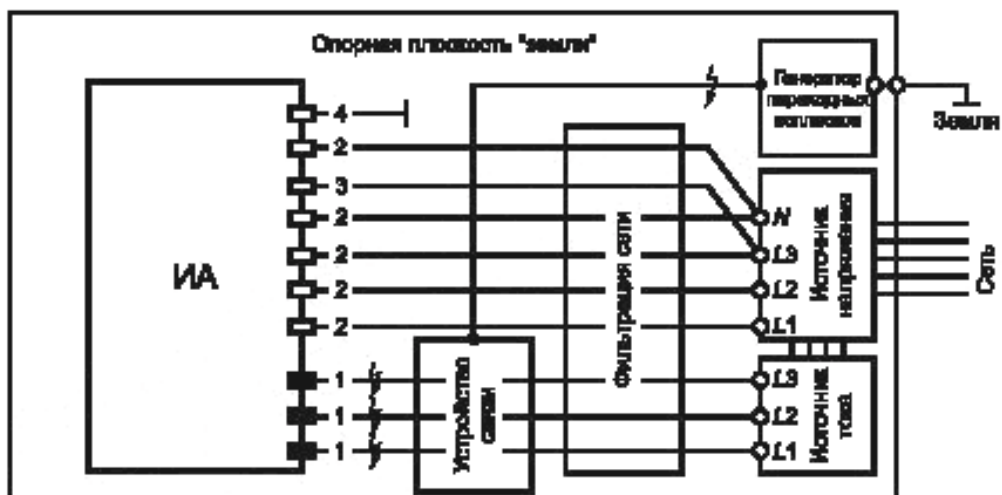 Опорная плоскость "земли"
Генератор
переходных
всплесков
Земля
4
2
3
2
2
2
2
1
1
1
ИА
Устройство
связи
Фильтрация сети
N
L3
L2
L1
L3
L2
L1
Источник
напряжения
Источник
тока
Сеть